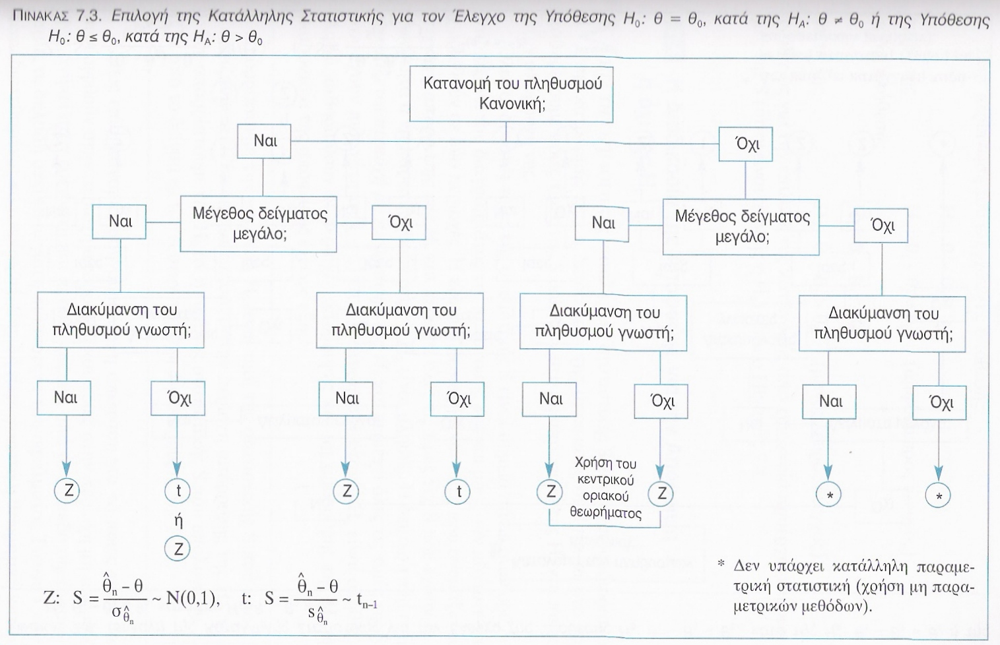 ΠΙΝΑΚΑΣ 7.3. Επιλογή της Κατάλληλης Στατιστικής για τον Έλεγχο της Υπόθεσης H₀: θ = θ₀, κατά της H_A: θ ≠ θ₀ ή της Υπόθεσης
H₀: θ ≤ θ₀, κατά της H_A: θ > θ₀
Κατανομή του πληθυσμού
Κανονική;
Ναι
Όχι
Ναι
Μέγεθος δείγματος
μεγάλο;
Όχι
Ναι
Μέγεθος δείγματος
μεγάλο;
Όχι
Διακύμανση του
πληθυσμού γνωστή;
Διακύμανση του
πληθυσμού γνωστή;
Διακύμανση του
πληθυσμού γνωστή;
Διακύμανση του
πληθυσμού γνωστή;
Ναι
Όχι
Ναι
Όχι
Ναι
Όχι
Ναι
Όχι
Z
t
ή
Z
Z
t
Z
Χρήση του
κεντρικού
οριακού
θεωρήματος
Z
*
*
Z: S = (θ̂ₙ − θ)/σ_θ̂ₙ ~ N(0,1), t: S = (θ̂ₙ − θ)/s_θ̂ₙ ~ tₙ₋₁
* Δεν υπάρχει κατάλληλη παραμε-
τρική στατιστική (χρήση μη παρα-
μετρικών μεθόδων).